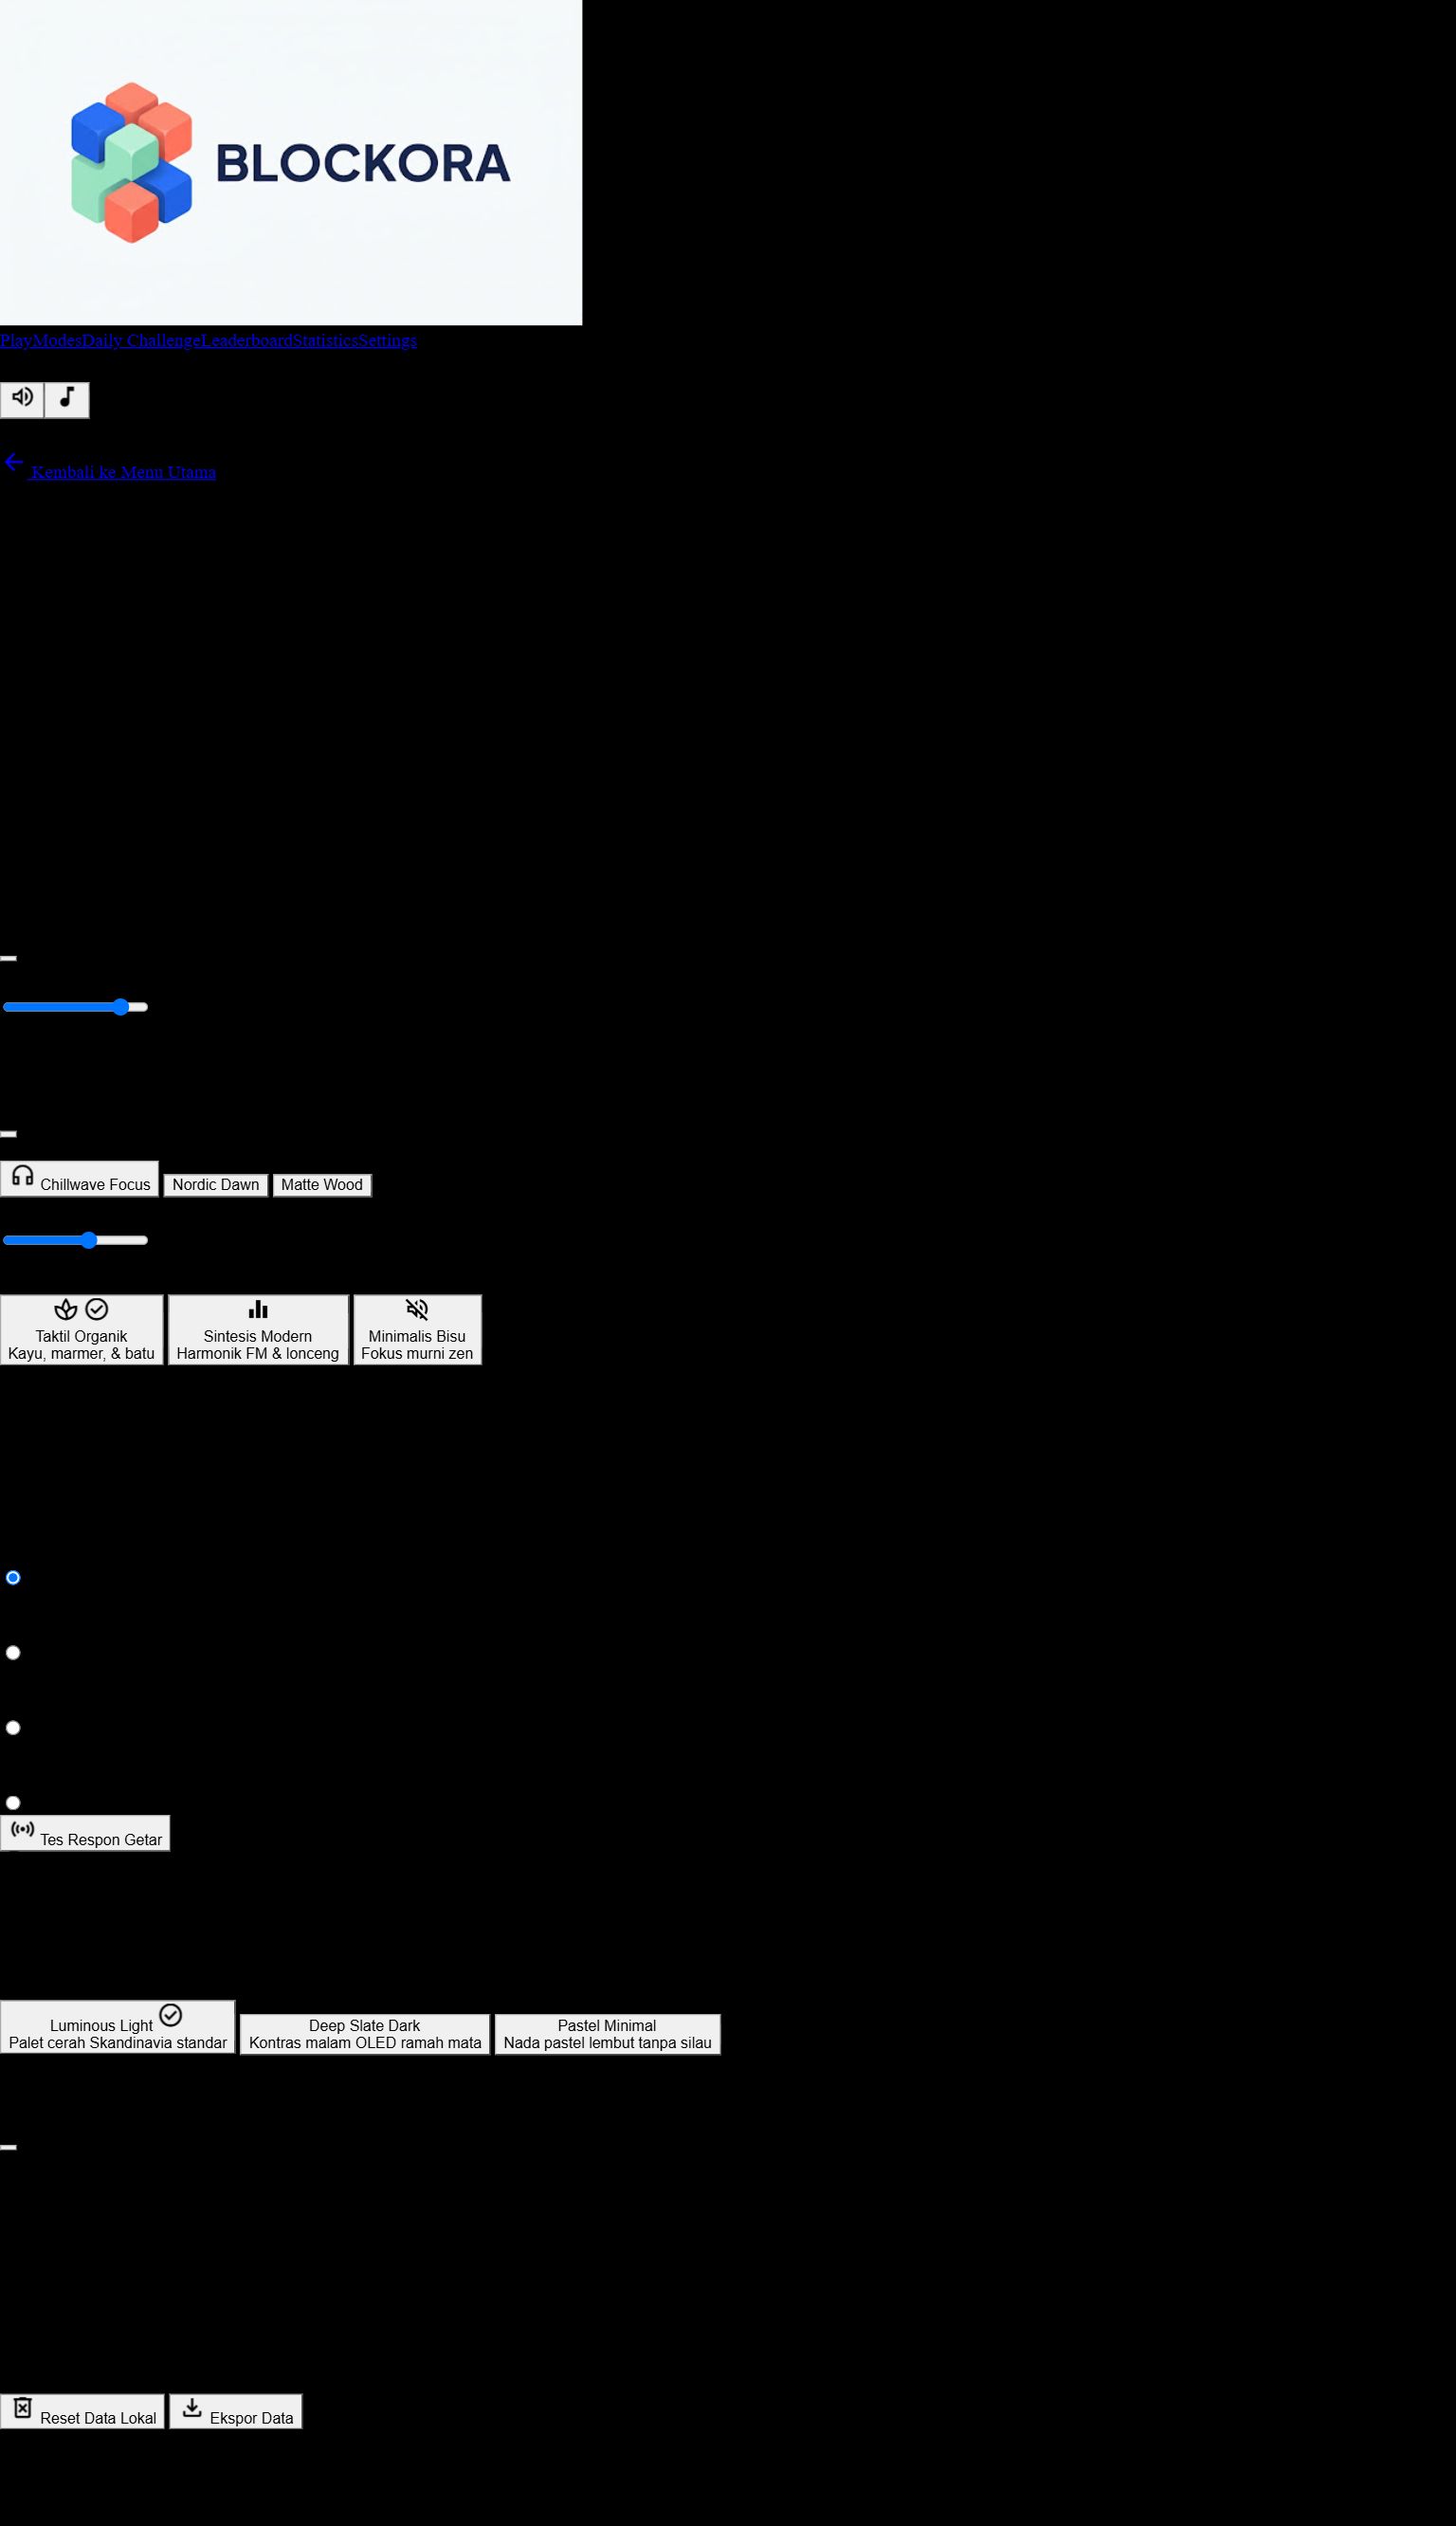 BLOCKORA
PlayModesDaily ChallengeLeaderboardStatisticsSettings
Kembali ke Menu Utama
Chillwave Focus Nordic Dawn Matte Wood
Taktil Organik Sintesis Modern Minimalis Bisu
Kayu, marmer, & batu Harmonik FM & lonceng Fokus murni zen
Tes Respon Getar
Luminous Light Deep Slate Dark Pastel Minimal
Palet cerah Skandinavia standar Kontras malam OLED ramah mata Nada pastel lembut tanpa silau
Reset Data Lokal Ekspor Data